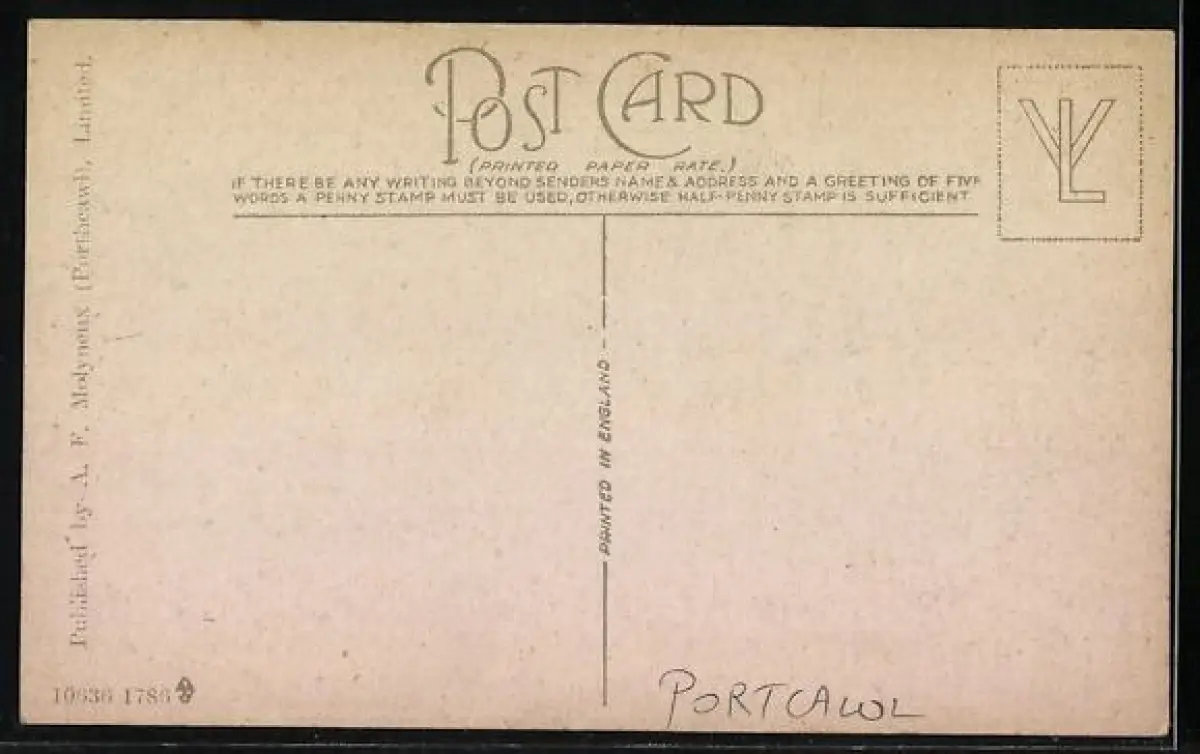 POST CARD
(PRINTED PAPER RATE.)
IF THERE BE ANY WRITING BEYOND SENDERS NAME & ADDRESS AND A GREETING OF FIVE
WORDS A PENNY STAMP MUST BE USED, OTHERWISE HALF-PENNY STAMP IS SUFFICIENT
Published by A. F. Molyneux (Porthcawl), Limited.
PRINTED IN ENGLAND
10636 1786
PORTCAWL